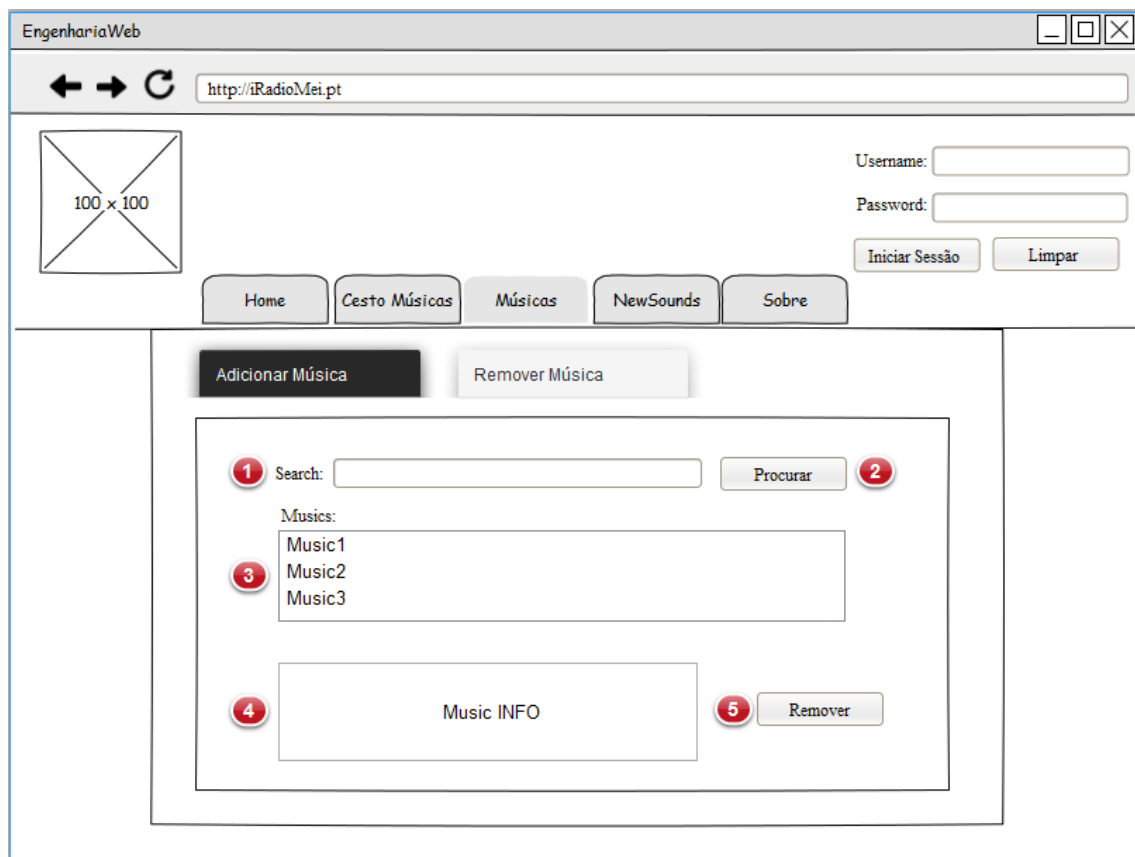 EngenhariaWeb
http://iRadioMei.pt
100 x 100
Username:
Password:
Iniciar Sessão Limpar
Home Cesto Músicas Músicas NewSounds Sobre
Adicionar Música Remover Música
1 Search: Procurar 2
Musics:
Music1
Music2
3
Music3
4 Music INFO 5 Remover